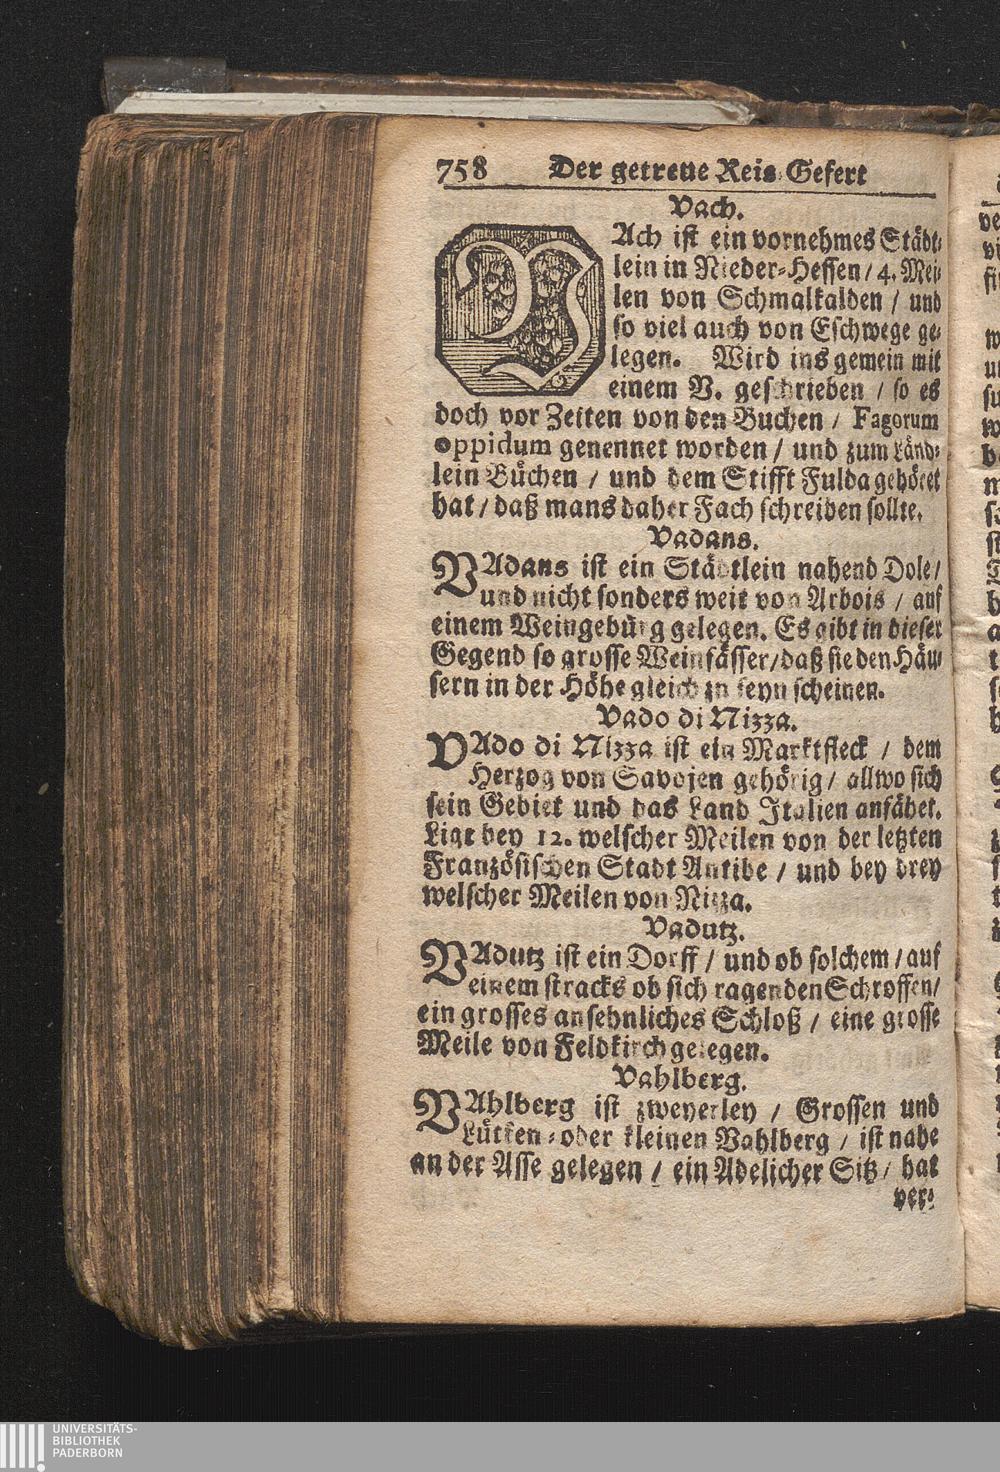 758 Der getreue Reis Gefert
Vach.
VAch ist ein vornehmes Städt-
lein in Nieder-Hessen / 4. Mei-
len von Schmalkalden / und
so viel auch von Eschwege ge-
legen. Wird ins gemein mit
einem V. geschrieben / so es
doch vor Zeiten von den Buchen / Fagorum
oppidum genennet worden / und zum Länd-
lein Büchen / und dem Stifft Fulda gehöret
hat / daß mans daher Fach schreiben sollte.
Vadans.
VAdans ist ein Städtlein nahend Dole /
und nicht sonders weit von Arbois / auf
einem Weingebürg gelegen. Es gibt in dieser
Gegend so grosse Weinfässer / daß sie den Häu-
sern in der Höhe gleich zu seyn scheinen.
Vado di Nizza.
VAdo di Nizza ist ein Marktfleck / dem
Herzog von Savojen gehörig / allwo sich
sein Gebiet und das Land Italien anfähet.
Ligt bey 12. welscher Meilen von der letzten
Französischen Stadt Antibe / und bey drey
welscher Meilen von Nizza.
Vadutz.
VAdutz ist ein Dorff / und ob solchem / auf
einem stracks ob sich ragenden Schroffen /
ein grosses ansehnliches Schloß / eine grosse
Meile von Feldkirch gelegen.
Vahlberg.
VAhlberg ist zweyerley / Grossen und
Lütken- oder kleinen Vahlberg / ist nahe
an der Asse gelegen / ein Adelicher Sitz / hat
ver-
UNIVERSITÄTS-
BIBLIOTHEK
PADERBORN